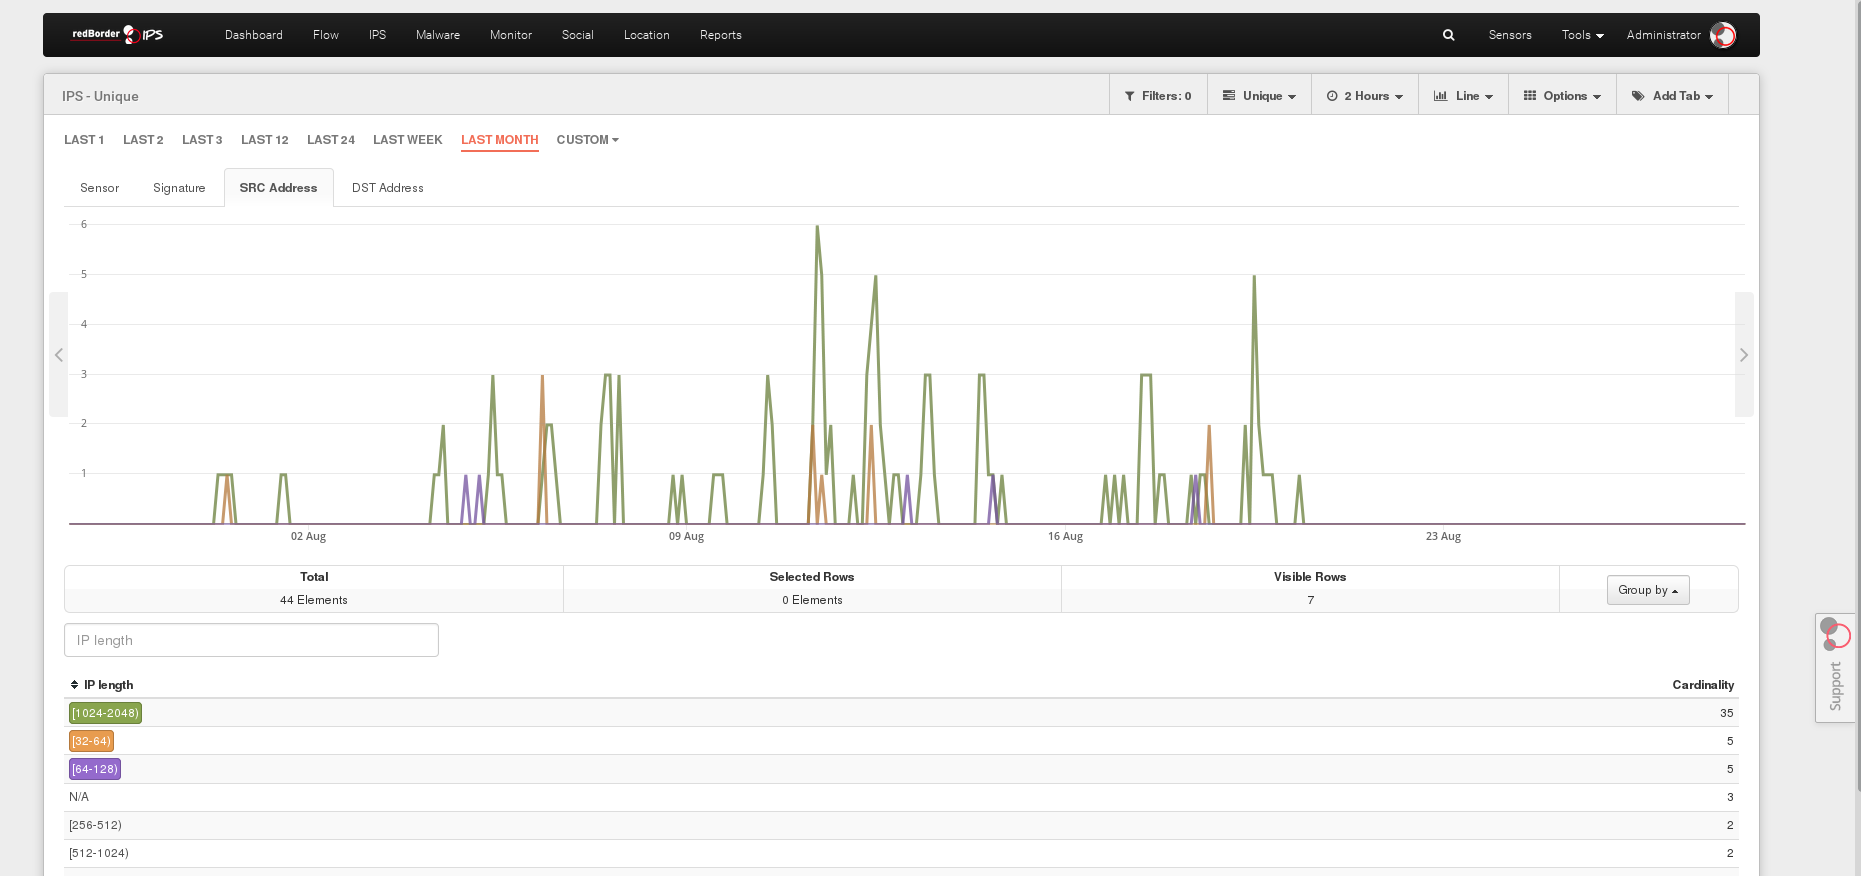 redBorder IPS Dashboard Flow IPS Malware Monitor Social Location Reports Sensors Tools Administrator
IPS - Unique Filters: 0 Unique 2 Hours Line Options Add Tab
LAST 1 LAST 2 LAST 3 LAST 12 LAST 24 LAST WEEK LAST MONTH CUSTOM
Sensor Signature SRC Address DST Address
6
5
4
3
2
1
02 Aug 09 Aug 16 Aug 23 Aug
Total Selected Rows Visible Rows
44 Elements 0 Elements 7
Group by
IP length
IP length Cardinality
[1024-2048) 35
[32-64) 5
[64-128) 5
N/A 3
[256-512) 2
[512-1024) 2
Support